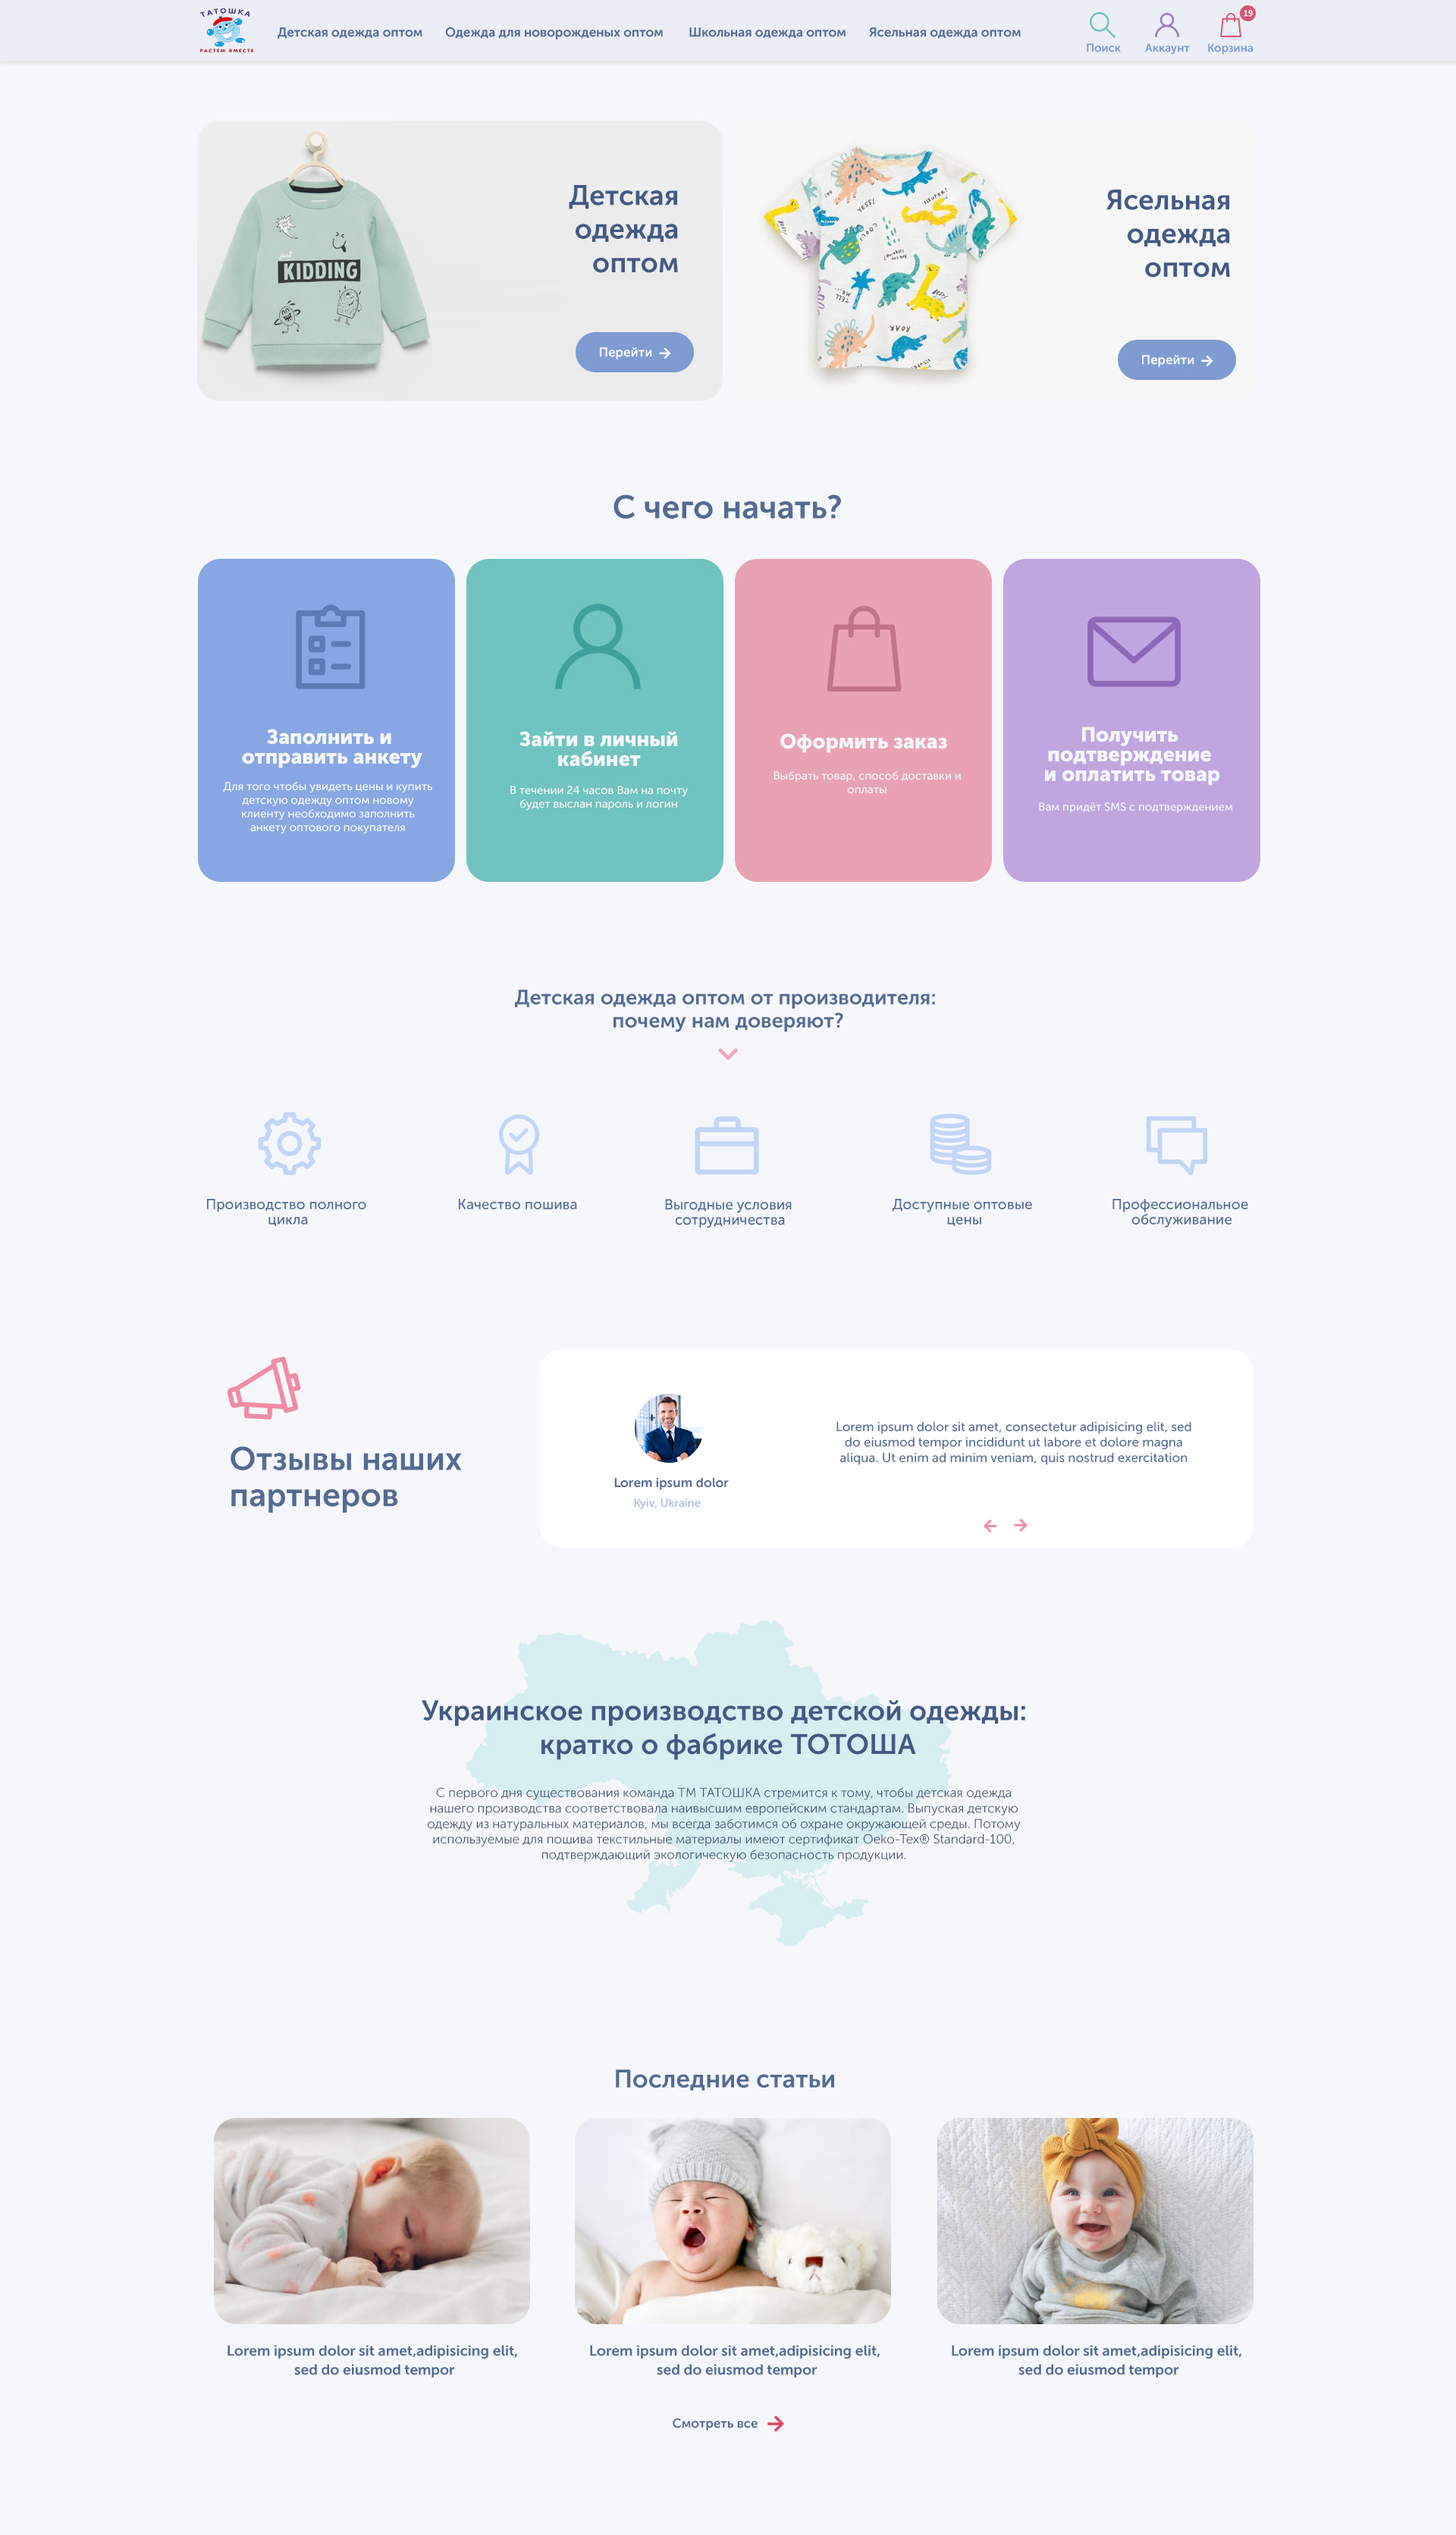 ТАТОШКА
РАСТЕМ ВМЕСТЕ
Детская одежда оптом
Одежда для новорожденых оптом
Школьная одежда оптом
Ясельная одежда оптом
Поиск
Аккаунт
19
Корзина
Детская
одежда
оптом
Перейти
KIDDING
Ясельная
одежда
оптом
Перейти
ROAR
С чего начать?
Заполнить и
отправить анкету
Для того чтобы увидеть цены и купить
детскую одежду оптом новому
клиенту необходимо заполнить
анкету оптового покупателя
Зайти в личный
кабинет
В течении 24 часов Вам на почту
будет выслан пароль и логин
Оформить заказ
Выбрать товар, способ доставки и
оплаты
Получить
подтверждение
и оплатить товар
Вам придёт SMS с подтверждением
Детская одежда оптом от производителя:
почему нам доверяют?
Производство полного
цикла
Качество пошива
Выгодные условия
сотрудничества
Доступные оптовые
цены
Профессиональное
обслуживание
Отзывы наших
партнеров
Lorem ipsum dolor
Kyiv, Ukraine
Lorem ipsum dolor sit amet, consectetur adipisicing elit, sed
do eiusmod tempor incididunt ut labore et dolore magna
aliqua. Ut enim ad minim veniam, quis nostrud exercitation
Украинское производство детской одежды:
кратко о фабрике ТОТОША
С первого дня существования команда ТМ ТАТОШКА стремится к тому, чтобы детская одежда
нашего производства соответствовала наивысшим европейским стандартам. Выпуская детскую
одежду из натуральных материалов, мы всегда заботимся об охране окружающей среды. Потому
используемые для пошива текстильные материалы имеют сертификат Oeko-Tex® Standard-100,
подтверждающий экологическую безопасность продукции.
Последние статьи
Lorem ipsum dolor sit amet,adipisicing elit,
sed do eiusmod tempor
Lorem ipsum dolor sit amet,adipisicing elit,
sed do eiusmod tempor
Lorem ipsum dolor sit amet,adipisicing elit,
sed do eiusmod tempor
Смотреть все